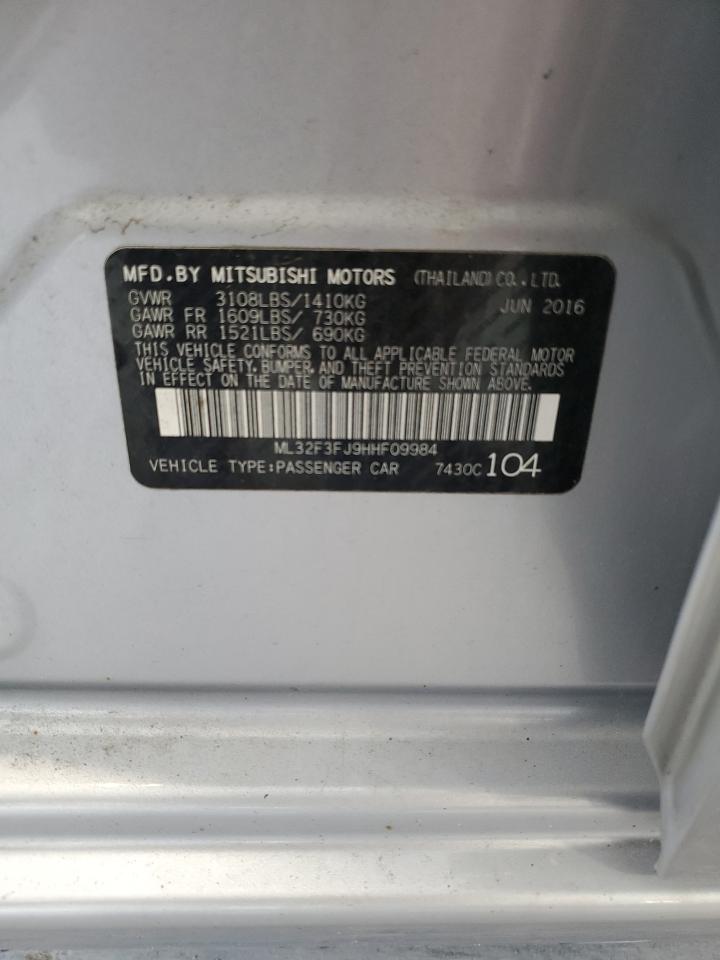 MFD.BY MITSUBISHI MOTORS (THAILAND) CO., LTD.
GVWR 3108LBS/1410KG JUN 2016
GAWR FR 1609LBS/ 730KG
GAWR RR 1521LBS/ 690KG
THIS VEHICLE CONFORMS TO ALL APPLICABLE FEDERAL MOTOR
VEHICLE SAFETY, BUMPER, AND THEFT PREVENTION STANDARDS
IN EFFECT ON THE DATE OF MANUFACTURE SHOWN ABOVE.
ML32F3FJ9HHF09984
VEHICLE TYPE:PASSENGER CAR 7430C 104